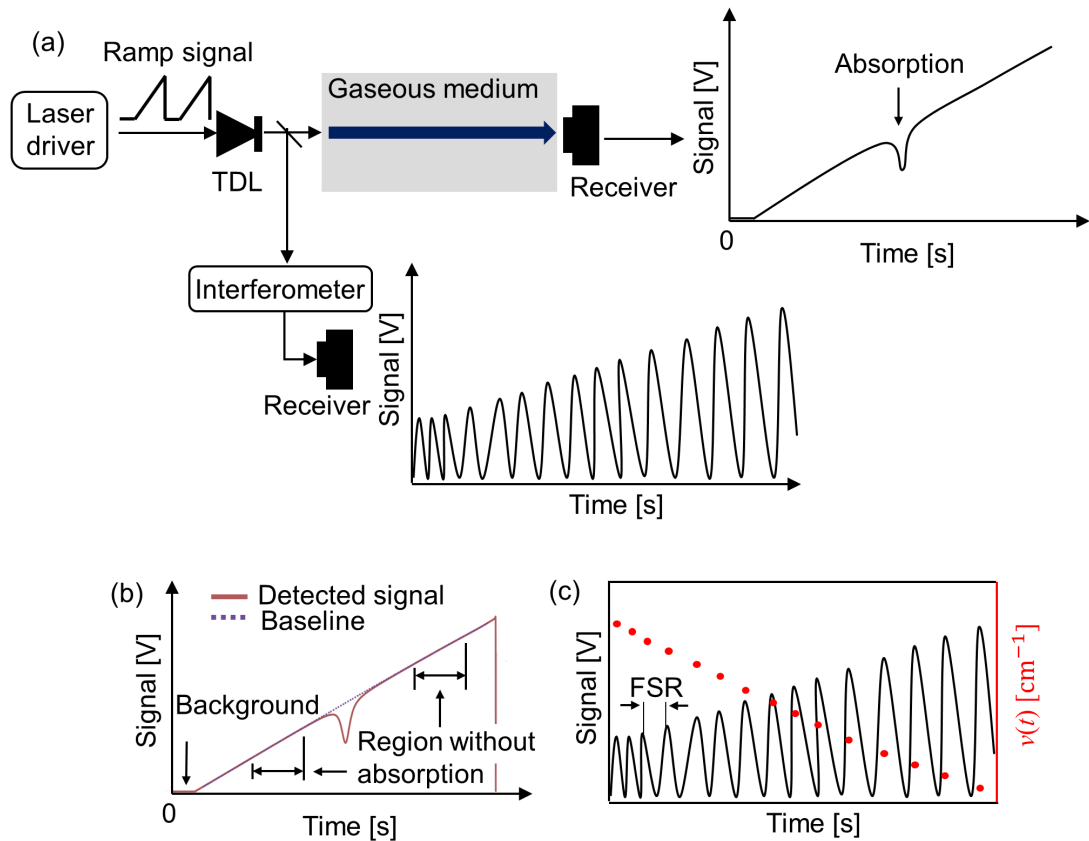 (a)
Ramp signal
Laser
driver
TDL
Gaseous medium
Receiver
Signal [V]
Absorption
0
Time [s]
Interferometer
Receiver
Signal [V]
Time [s]
(b)
Detected signal
Baseline
Signal [V]
Background
Region without
absorption
0
Time [s]
(c)
Signal [V]
FSR
Time [s]
v(t) [cm⁻¹]